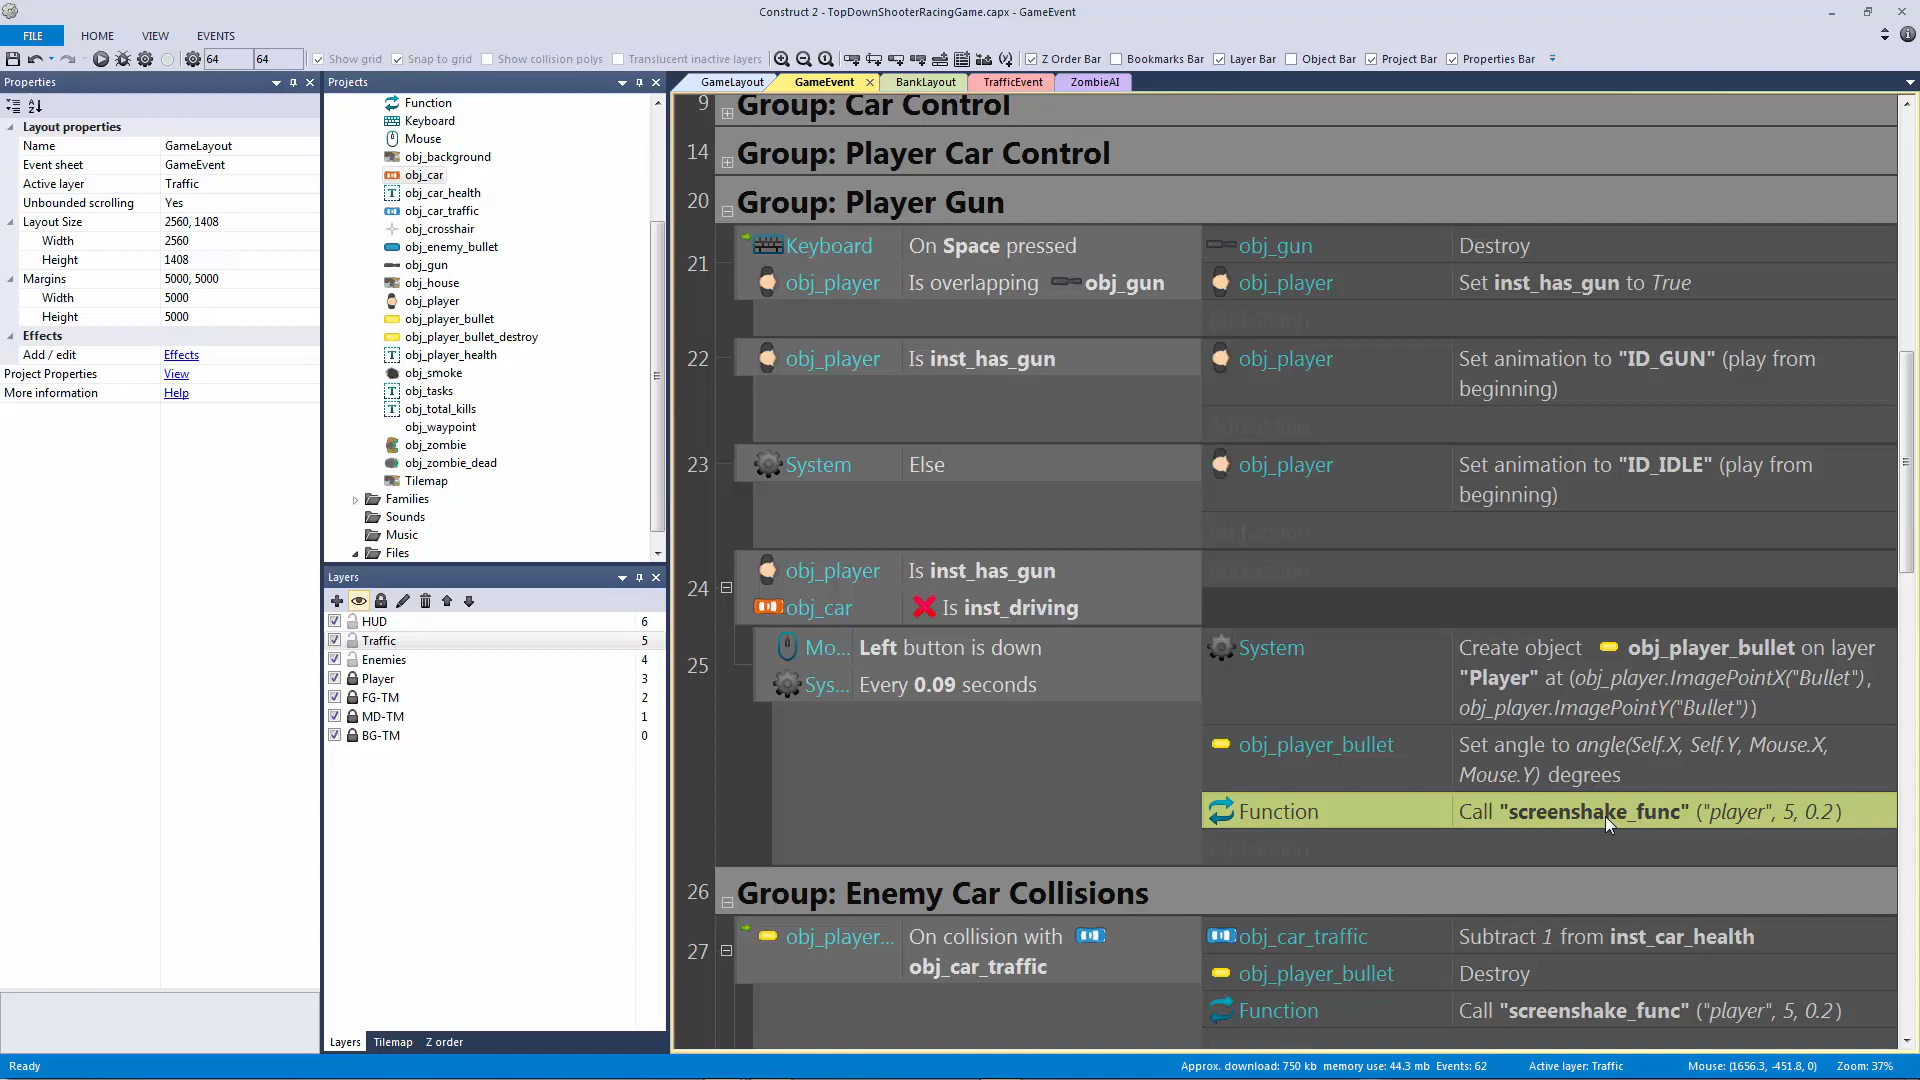 Construct 2 - TopDownShooterRacingGame.capx - GameEvent
FILE HOME VIEW EVENTS
64 64 Show grid Snap to grid Show collision polys Translucent inactive layers Z Order Bar Bookmarks Bar Layer Bar Object Bar Project Bar Properties Bar
Properties
Layout properties
Name GameLayout
Event sheet GameEvent
Active layer Traffic
Unbounded scrolling Yes
Layout Size 2560, 1408
Width 2560
Height 1408
Margins 5000, 5000
Width 5000
Height 5000
Effects
Add / edit Effects
Project Properties View
More information Help
Projects
Function
Keyboard
Mouse
obj_background
obj_car
obj_car_health
obj_car_traffic
obj_crosshair
obj_enemy_bullet
obj_gun
obj_house
obj_player
obj_player_bullet
obj_player_bullet_destroy
obj_player_health
obj_smoke
obj_tasks
obj_total_kills
obj_waypoint
obj_zombie
obj_zombie_dead
Tilemap
Families
Sounds
Music
Files
Layers
HUD 6
Traffic 5
Enemies 4
Player 3
FG-TM 2
MD-TM 1
BG-TM 0
Layers Tilemap Z order
GameLayout GameEvent BankLayout TrafficEvent ZombieAI
9 Group: Car Control
14 Group: Player Car Control
20 Group: Player Gun
21
Keyboard On Space pressed obj_gun Destroy
obj_player Is overlapping obj_gun obj_player Set inst_has_gun to True
22 obj_player Is inst_has_gun obj_player Set animation to "ID_GUN" (play from
beginning)
23 System Else obj_player Set animation to "ID_IDLE" (play from
beginning)
24
obj_player Is inst_has_gun
obj_car Is inst_driving
25
Mo... Left button is down System Create object obj_player_bullet on layer
Sys... Every 0.09 seconds "Player" at (obj_player.ImagePointX("Bullet"),
obj_player.ImagePointY("Bullet"))
obj_player_bullet Set angle to angle(Self.X, Self.Y, Mouse.X,
Mouse.Y) degrees
Function Call "screenshake_func" ("player", 5, 0.2)
26 Group: Enemy Car Collisions
27
obj_player... On collision with obj_car_traffic Subtract 1 from inst_car_health
obj_car_traffic obj_player_bullet Destroy
Function Call "screenshake_func" ("player", 5, 0.2)
Ready Approx. download: 750 kb memory use: 44.3 mb Events: 62 Active layer: Traffic Mouse: (1656.3, -451.8, 0) Zoom: 37%